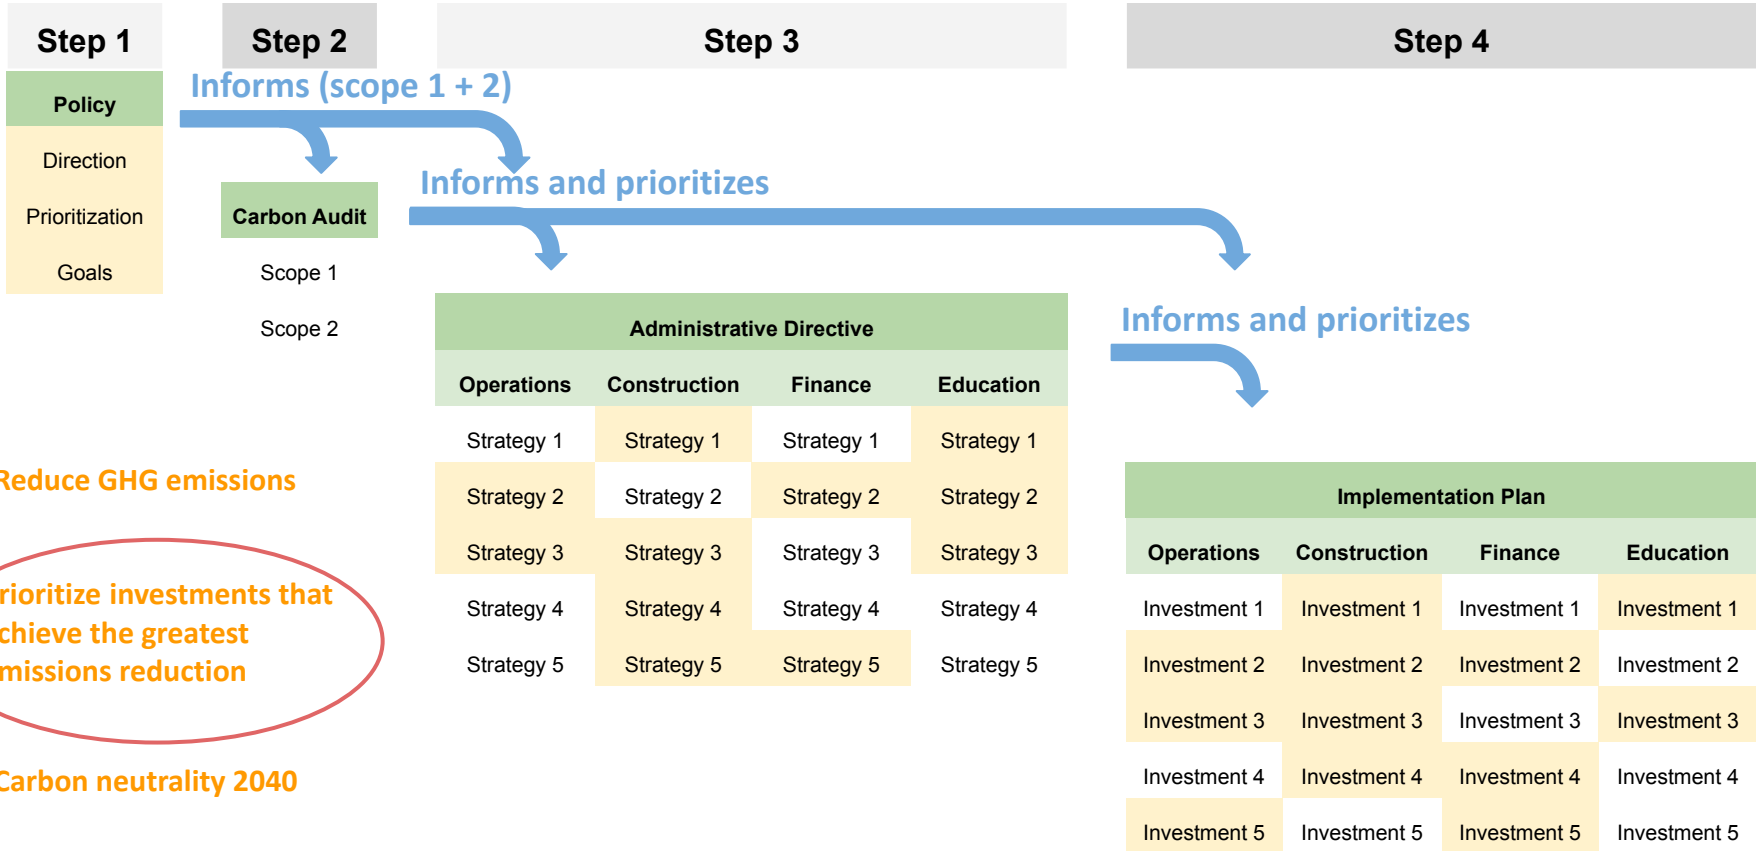 Step 1
Step 2
Step 3
Step 4
Policy
Direction
Prioritization
Goals
Informs (scope 1 + 2)
Carbon Audit
Scope 1
Scope 2
Informs and prioritizes
Administrative Directive
Operations Construction Finance Education
Strategy 1 Strategy 1 Strategy 1 Strategy 1
Strategy 2 Strategy 2 Strategy 2 Strategy 2
Strategy 3 Strategy 3 Strategy 3 Strategy 3
Strategy 4 Strategy 4 Strategy 4 Strategy 4
Strategy 5 Strategy 5 Strategy 5 Strategy 5
Informs and prioritizes
Implementation Plan
Operations Construction Finance Education
Investment 1 Investment 1 Investment 1 Investment 1
Investment 2 Investment 2 Investment 2 Investment 2
Investment 3 Investment 3 Investment 3 Investment 3
Investment 4 Investment 4 Investment 4 Investment 4
Investment 5 Investment 5 Investment 5 Investment 5
Reduce GHG emissions
rioritize investments that
chieve the greatest
missions reduction
Carbon neutrality 2040